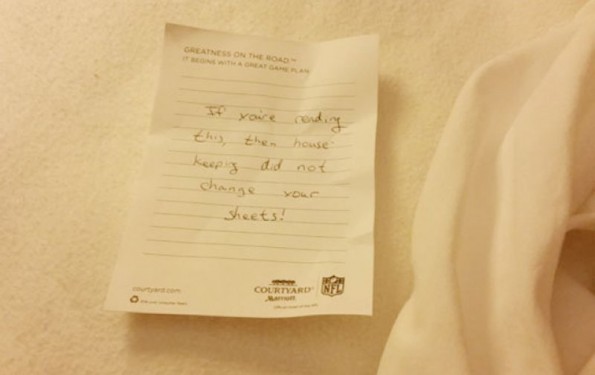 GREATNESS ON THE ROAD.™
IT BEGINS WITH A GREAT GAME PLAN.
If you're reading
this, then house
keeping did not
change your
sheets!
courtyard.com
COURTYARD®
Marriott
NFL